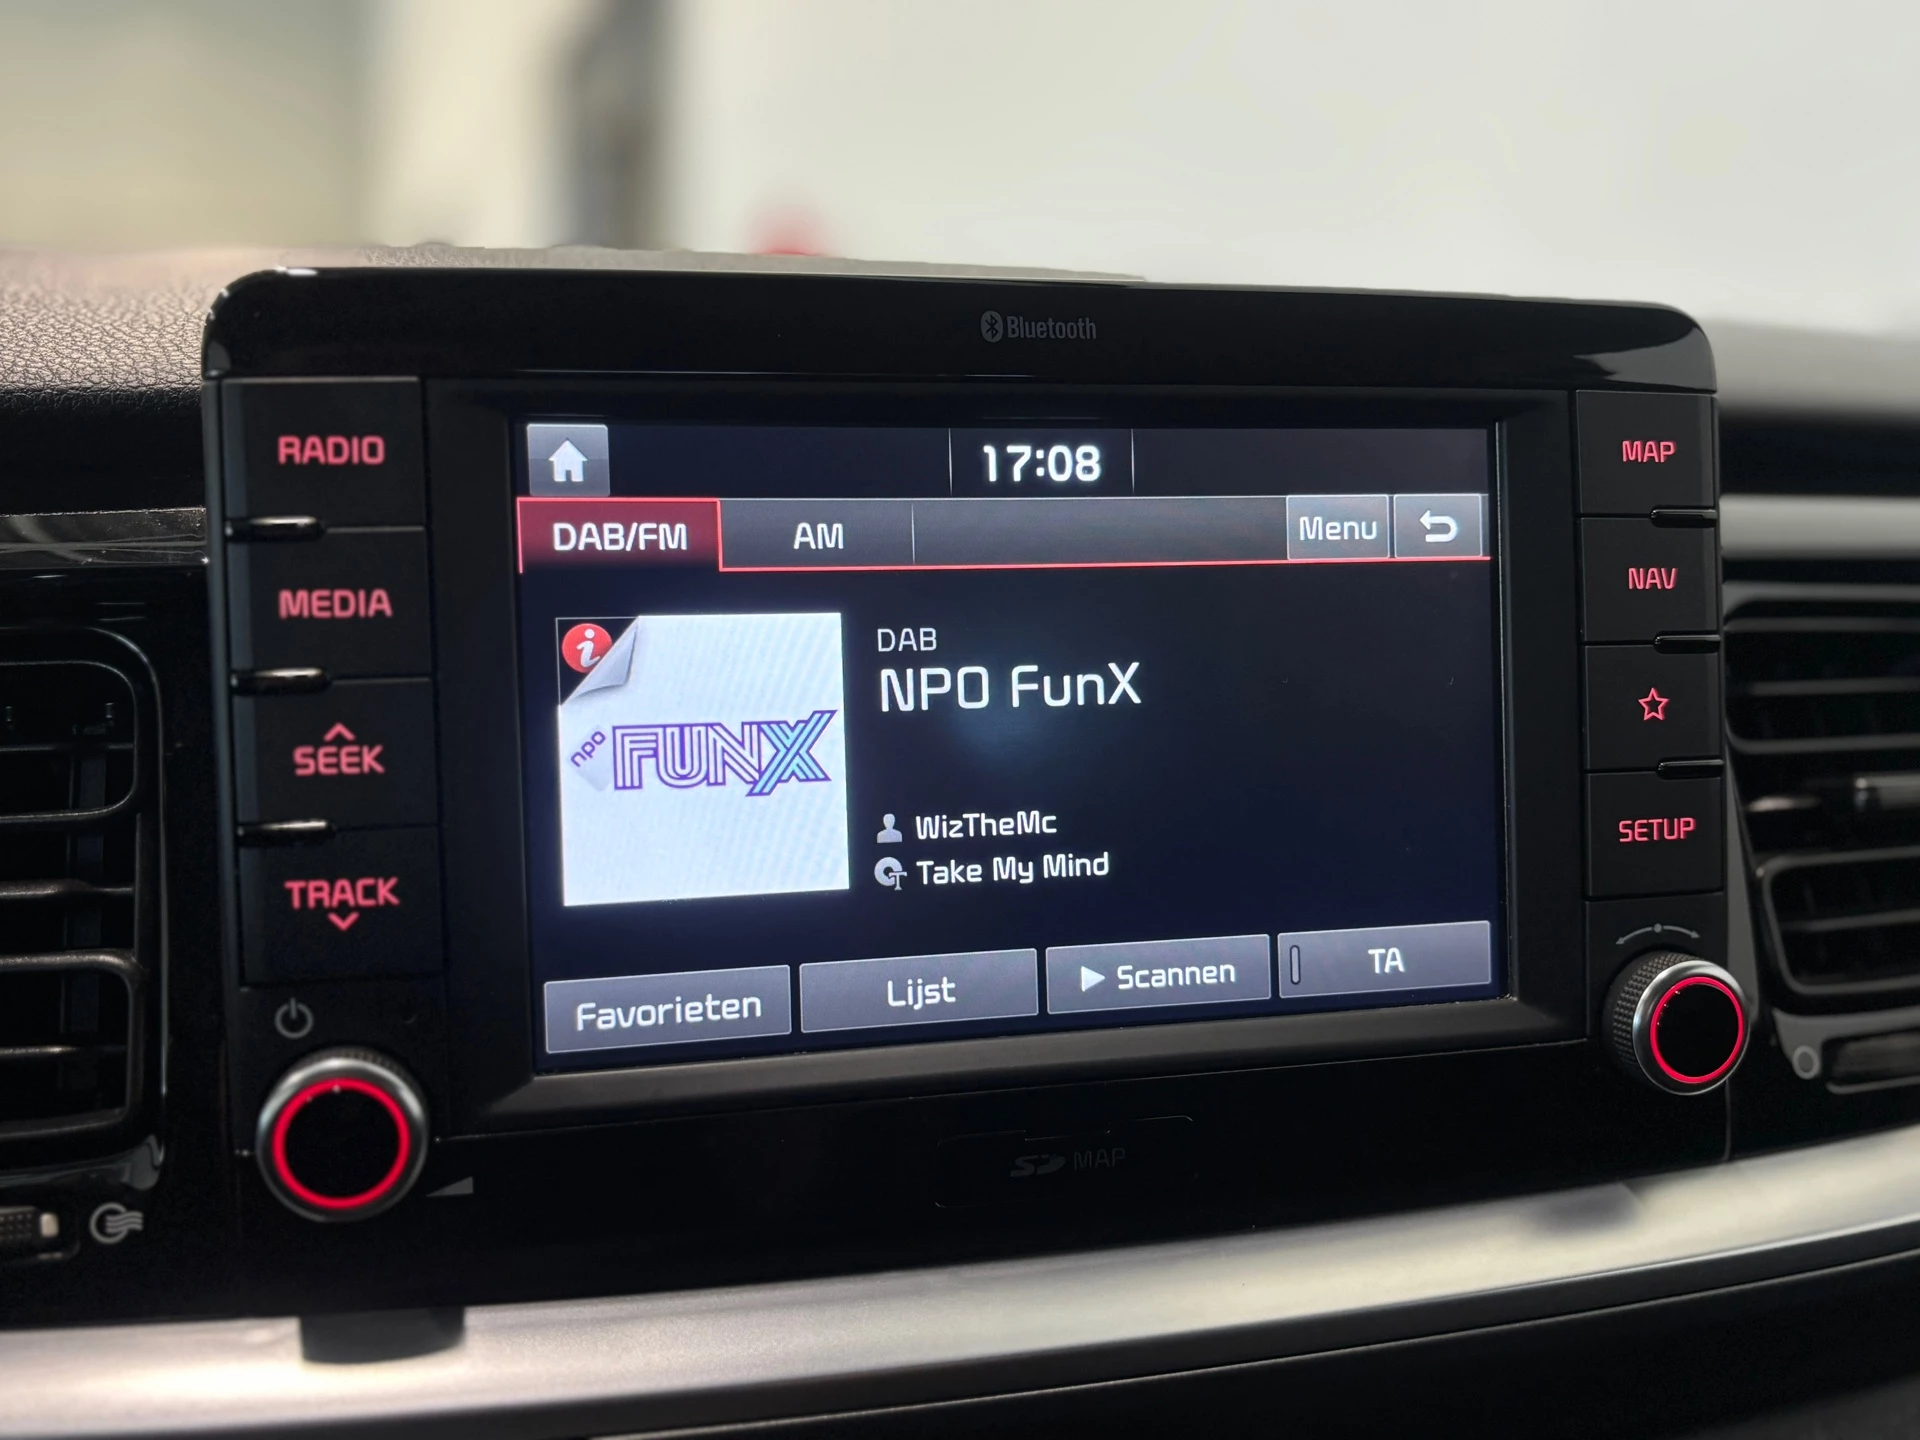 Bluetooth
RADIO
MEDIA
SEEK
TRACK
17:08
DAB/FM
AM
Menu
i
npo FUNX
DAB
NPO FunX
WizTheMc
Take My Mind
Favorieten
Lijst
Scannen
TA
MAP
NAV
SETUP
SD MAP